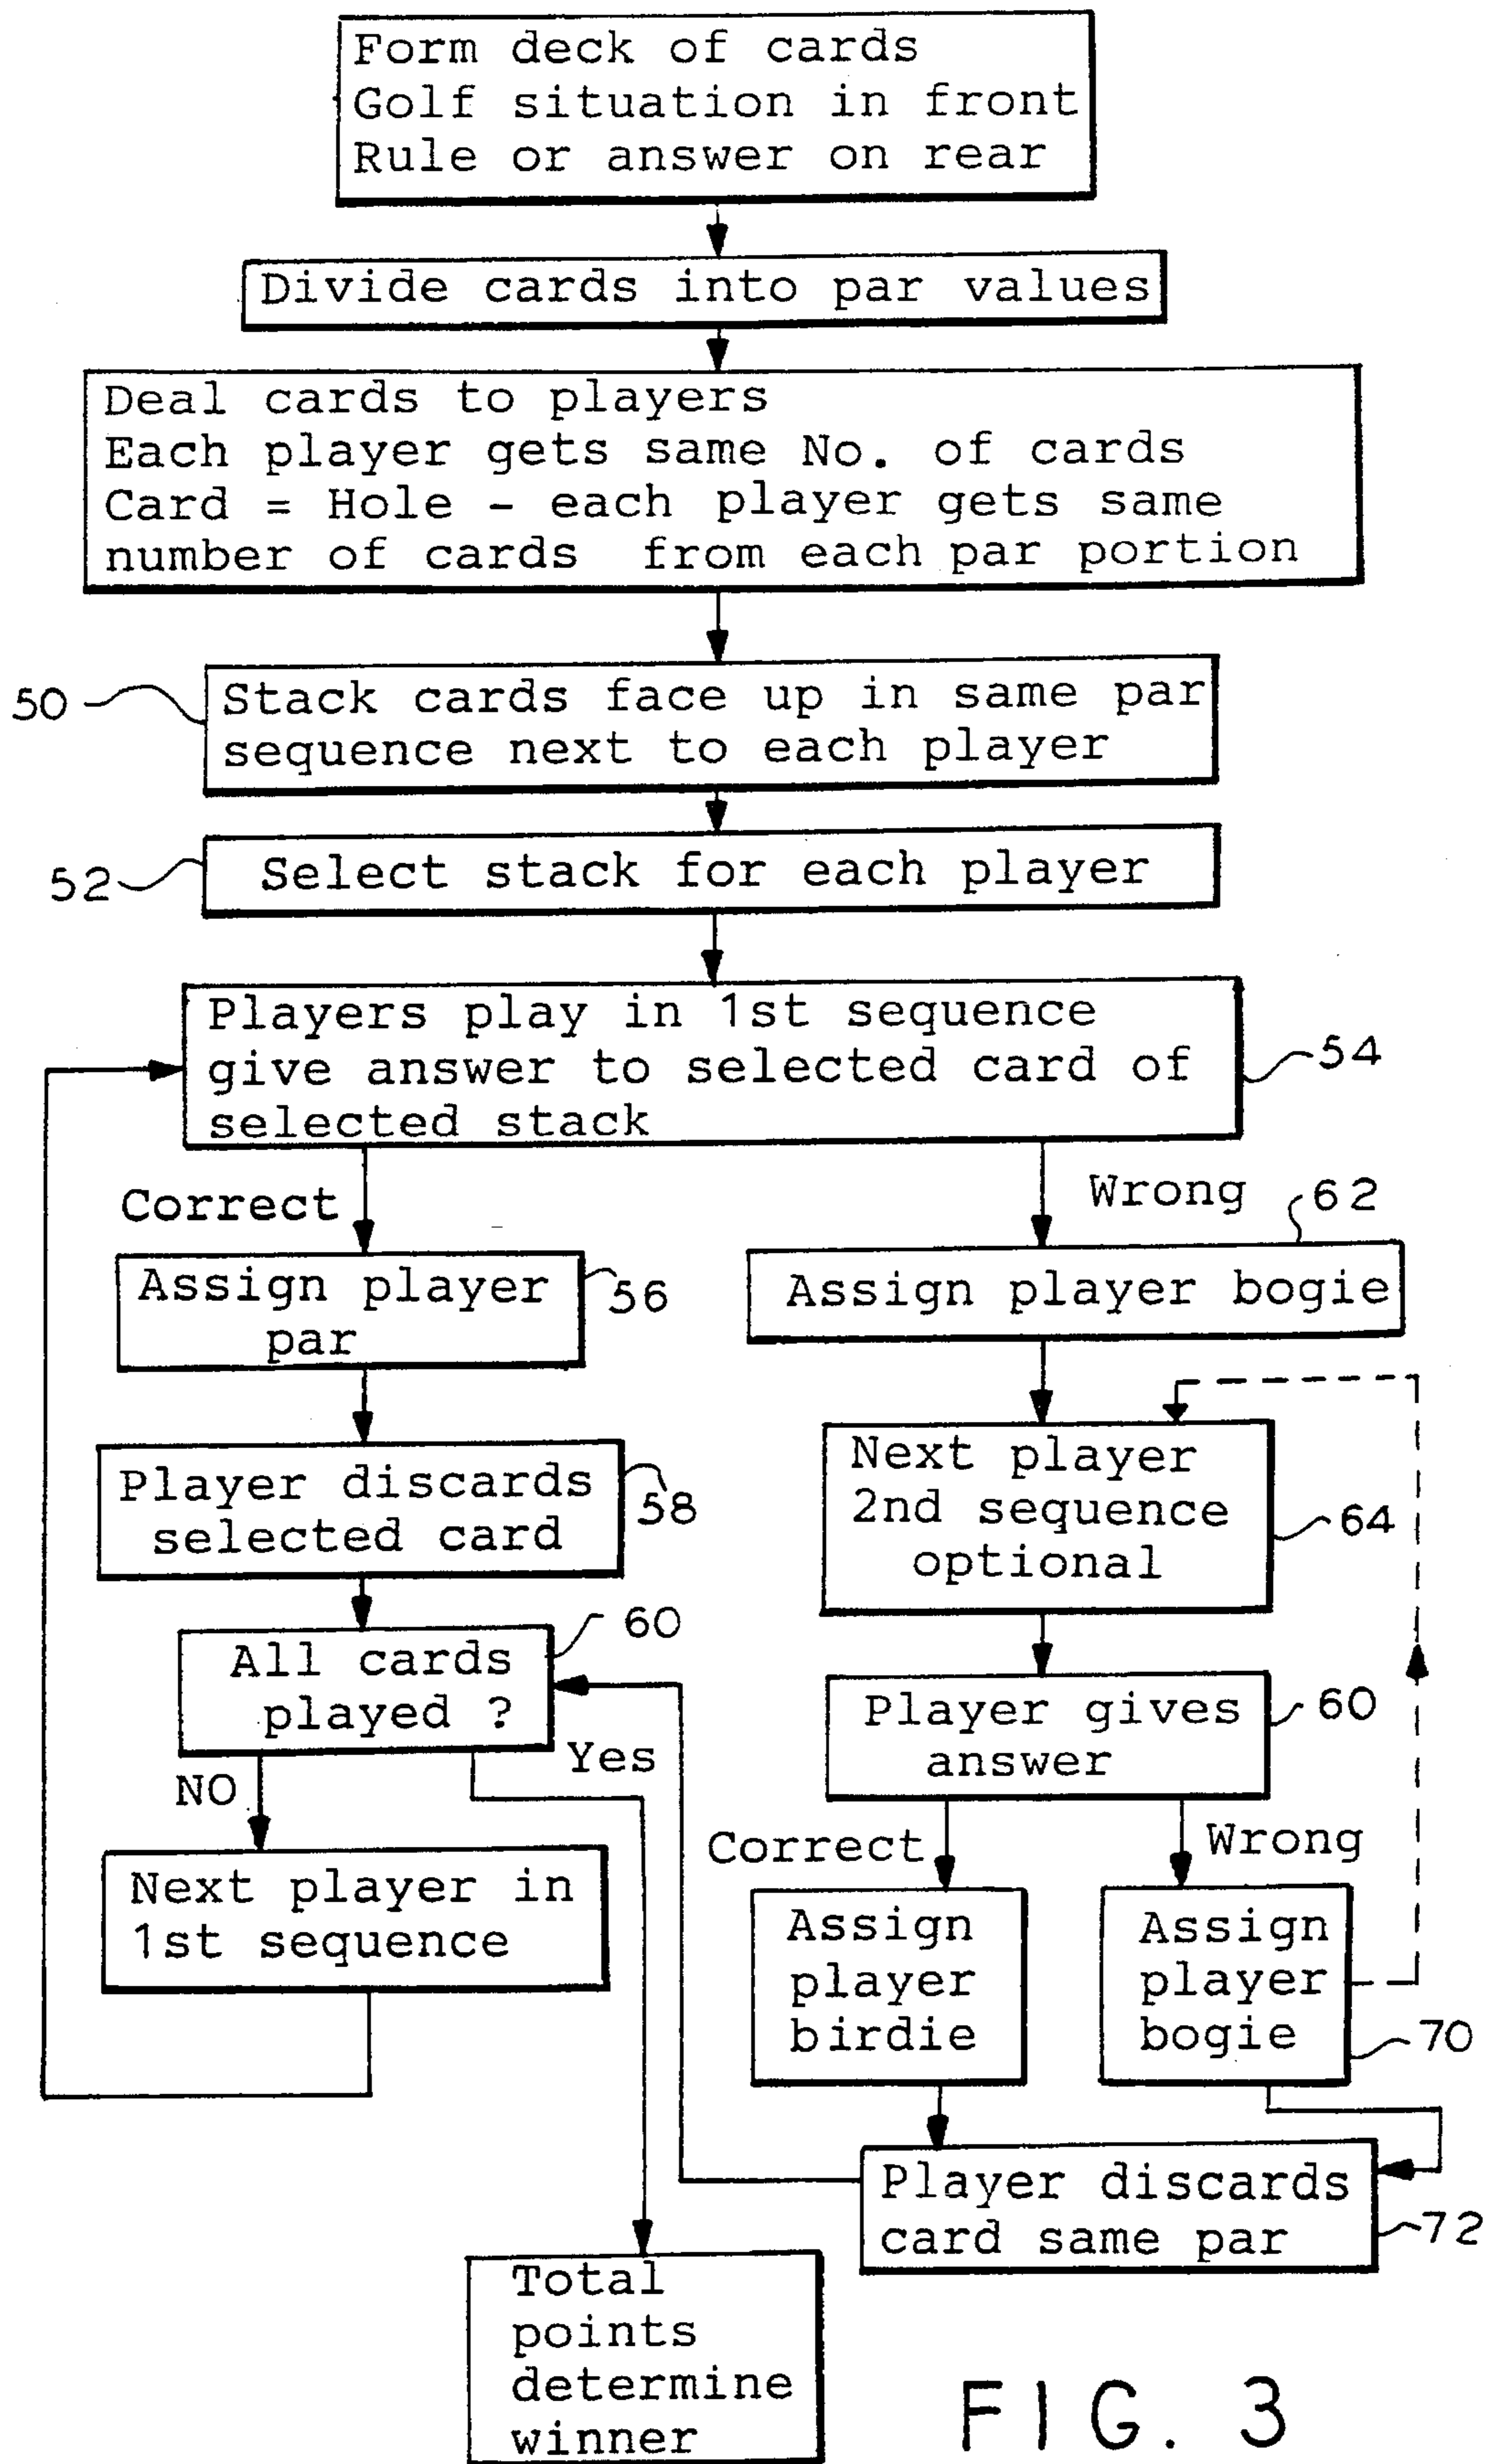 Form deck of cards
Golf situation in front
Rule or answer on rear
Divide cards into par values
Deal cards to players
Each player gets same No. of cards
Card = Hole - each player gets same
number of cards from each par portion
50
Stack cards face up in same par
sequence next to each player
52
Select stack for each player
Players play in 1st sequence
give answer to selected card of
selected stack
54
Correct
Wrong
62
Assign player
par
56
Assign player bogie
Player discards
selected card
58
Next player
2nd sequence
optional
64
All cards
played ?
60
Player gives
answer
60
NO
Yes
Correct
Wrong
Next player in
1st sequence
Assign
player
birdie
Assign
player
bogie
70
Player discards
card same par
72
Total
points
determine
winner
FIG. 3